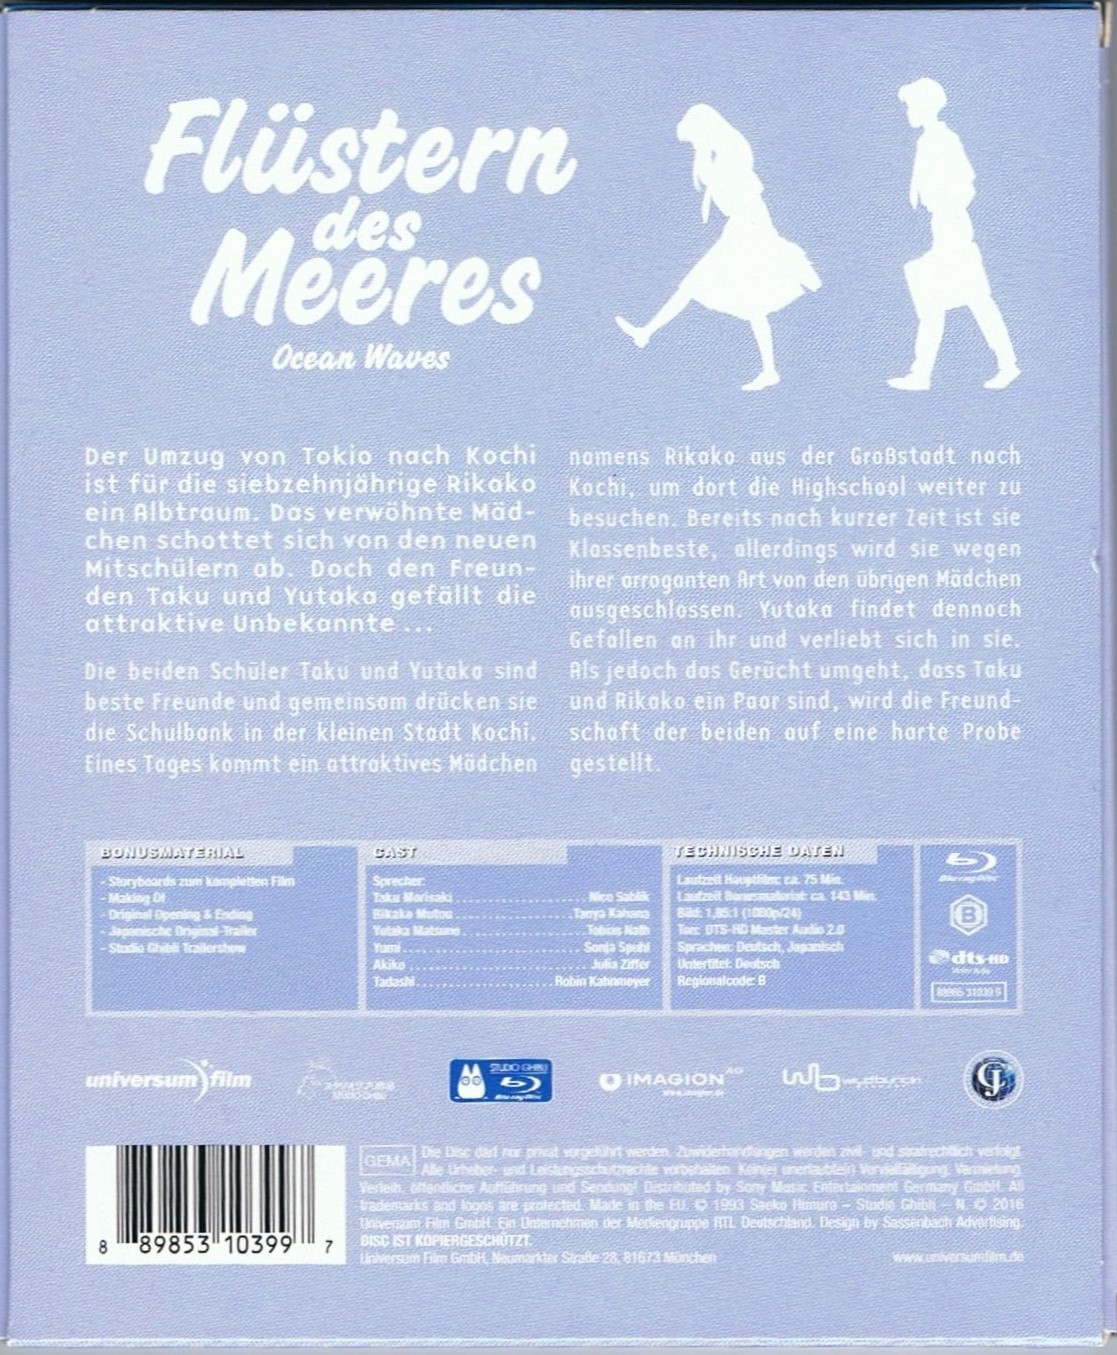 Flüstern
des
Meeres
Ocean Waves
Der Umzug von Tokio nach Kochi
ist für die siebzehnjährige Rikako
ein Albtraum. Das verwöhnte Mäd-
chen schottet sich von den neuen
Mitschülern ab. Doch den Freun-
den Taku und Yutaka gefällt die
attraktive Unbekannte ...
Die beiden Schüler Taku und Yutaka sind
beste Freunde und gemeinsam drücken sie
die Schulbank in der kleinen Stadt Kochi.
Eines Tages kommt ein attraktives Mädchen
namens Rikako aus der Großstadt nach
Kochi, um dort die Highschool weiter zu
besuchen. Bereits nach kurzer Zeit ist sie
Klassenbeste, allerdings wird sie wegen
ihrer arroganten Art von den übrigen Mädchen
ausgeschlossen. Yutaka findet dennoch
Gefallen an ihr und verliebt sich in sie.
Als jedoch das Gerücht umgeht, dass Taku
und Rikako ein Paar sind, wird die Freund-
schaft der beiden auf eine harte Probe
gestellt.
BONUSMATERIAL
- Storyboards zum kompletten Film
- Making Of
- Original Opening & Ending
- Japanische Original-Trailer
- Studio Ghibli Trailershow
CAST
Sprecher:
Taku Morisaki ... Nico Sablik
Rikako Mutou ... Tanya Kahana
Yutaka Matsuno ... Tobias Nath
Yumi ... Sonja Spuhl
Akiko ... Julia Ziffer
Tadashi ... Robin Kahnmeyer
TECHNISCHE DATEN
Laufzeit Hauptfilm: ca. 75 Min.
Laufzeit Bonusmaterial: ca. 143 Min.
Bild: 1,85:1 (1080p/24)
Ton: DTS-HD Master Audio 2.0
Sprachen: Deutsch, Japanisch
Untertitel: Deutsch
Regionalcode: B
Blu-ray Disc
B
dts-HD
Master Audio
universum film
STUDIO GHIBLI
STUDIO GHIBLI
Blu-ray Disc
IMAGION AG
www.imagion.de
GEMA
Die Disc darf nur privat vorgeführt werden. Zuwiderhandlungen werden zivil- und strafrechtlich verfolgt.
Alle Urheber- und Leistungsschutzrechte vorbehalten. Kein(e) unerlaubte(r) Vervielfältigung, Vermietung,
Verleih, öffentliche Aufführung und Sendung! Distributed by Sony Music Entertainment Germany GmbH. All
trademarks and logos are protected. Made in the EU. © 1993 Saeko Himuro – Studio Ghibli – N. © 2016
Universum Film GmbH. Ein Unternehmen der Mediengruppe RTL Deutschland. Design by Sassenbach Advertising.
DISC IST KOPIERGESCHÜTZT.
Universum Film GmbH, Neumarkter Straße 28, 81673 München
www.universumfilm.de
8 89853 10399 7